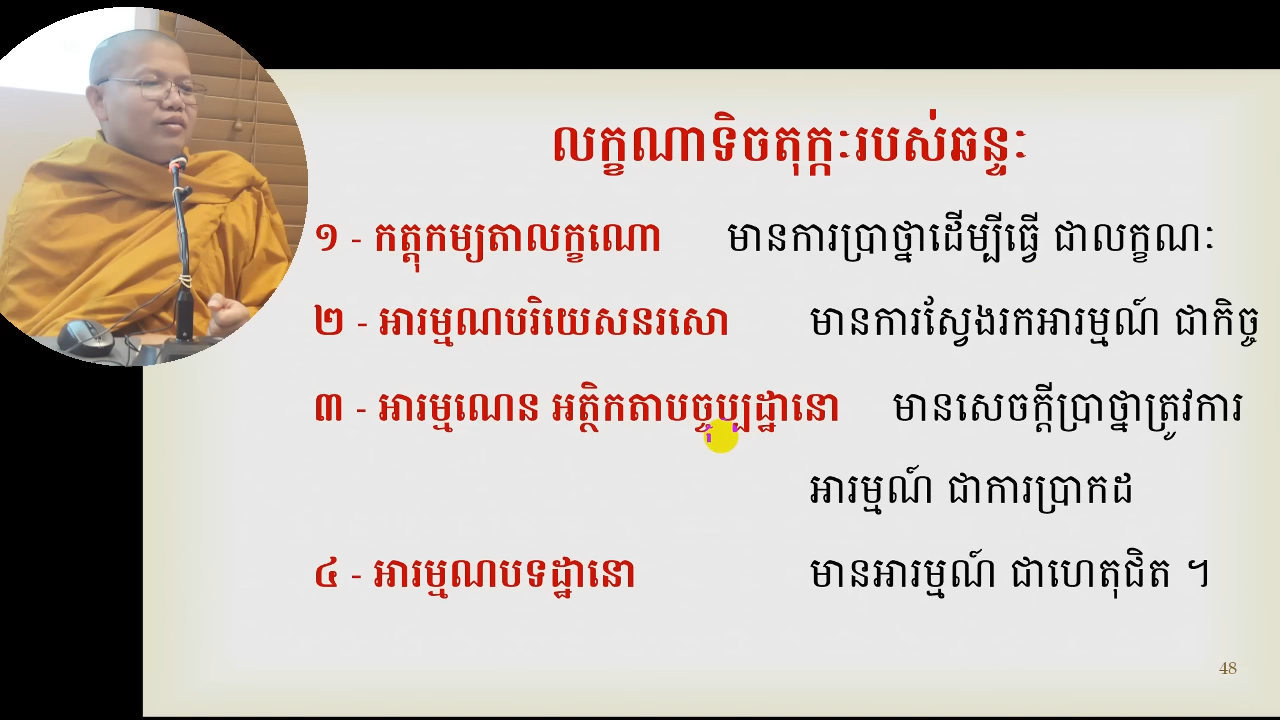 លក្ខណាទិចតុក្កៈរបស់ឆន្ទៈ
១ - កត្តុកម្យតាលក្ខណោ មានការប្រាថ្នាដើម្បីធ្វើ ជាលក្ខណៈ
២ - អារម្មណបរិយេសនរសោ មានការស្វែងរកអារម្មណ៍ ជាកិច្ច
៣ - អារម្មណេន អត្ថិកតាបច្ចុប្បដ្ឋានោ មានសេចក្តីប្រាថ្នាត្រូវការ
អារម្មណ៍ ជាការប្រាកដ
៤ - អារម្មណបទដ្ឋានោ មានអារម្មណ៍ ជាហេតុជិត ។
48